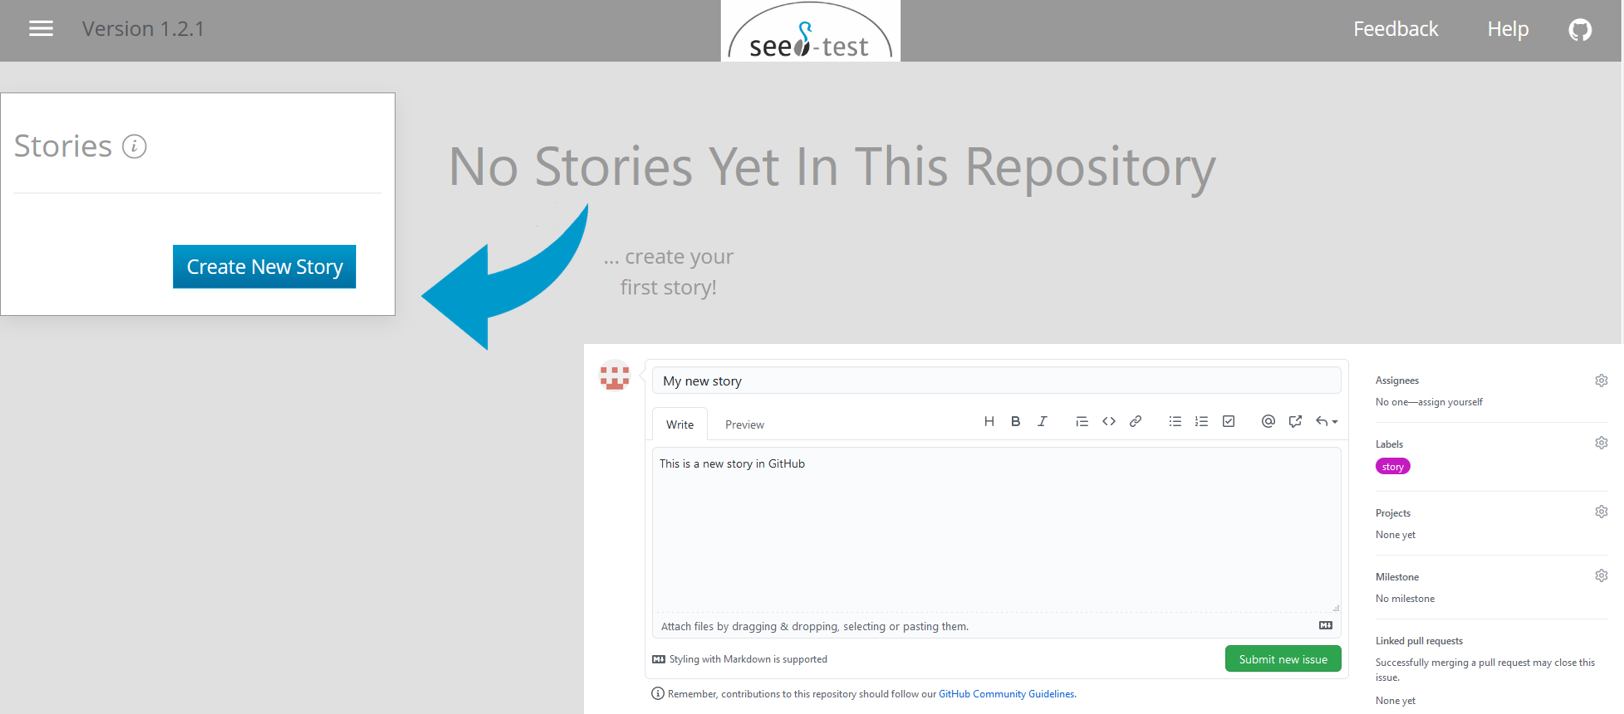 Version 1.2.1
seed-test
Feedback
Help
Stories
No Stories Yet In This Repository
Create New Story
... create your
first story!
My new story
Write
Preview
This is a new story in GitHub
Attach files by dragging & dropping, selecting or pasting them.
Styling with Markdown is supported
Submit new issue
Remember, contributions to this repository should follow our GitHub Community Guidelines.
Assignees
No one—assign yourself
Labels
story
Projects
None yet
Milestone
No milestone
Linked pull requests
Successfully merging a pull request may close this
issue.
None yet